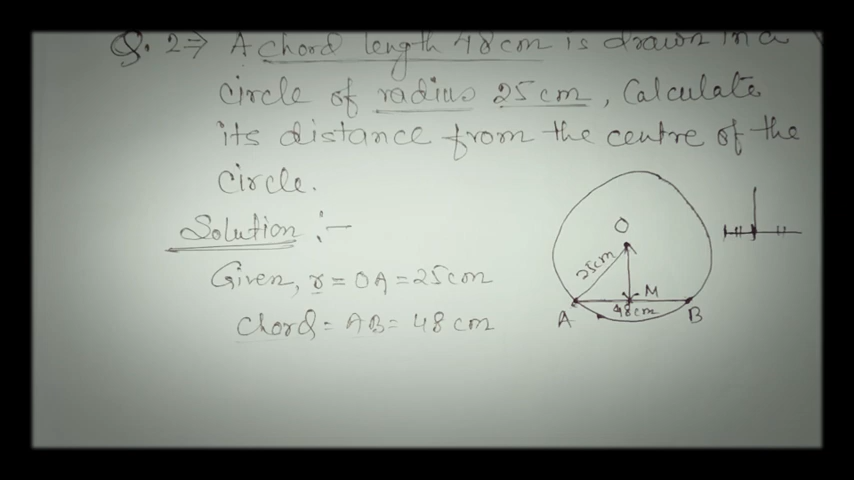 Q. 2⇒ A chord length 48 cm is drawn in a
circle of radius 25 cm, Calculate
its distance from the centre of the
circle.
Solution :-
Given, r = OA = 25 cm
Chord = AB = 48 cm
O
25cm
M
48cm
A
B